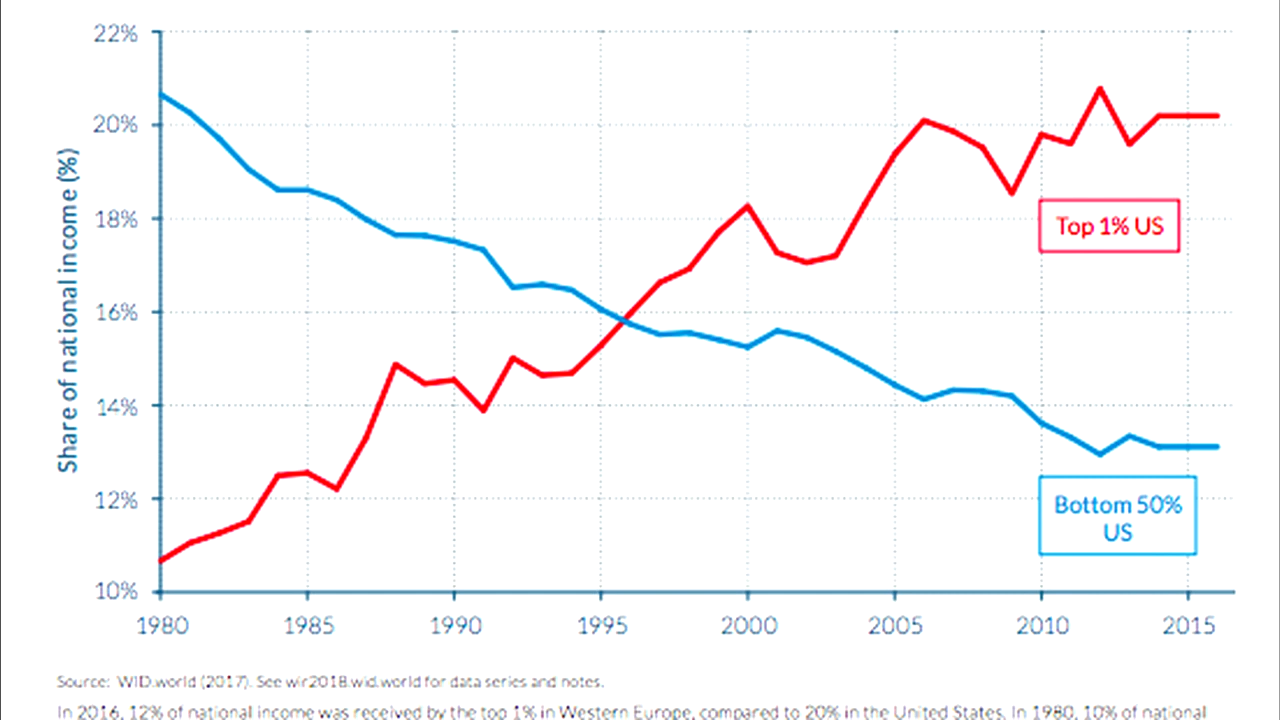 22%
20%
18%
16%
14%
12%
10%
Share of national income (%)
Top 1% US
Bottom 50%
US
1980 1985 1990 1995 2000 2005 2010 2015
Source: WID.world (2017). See wir2018.wid.world for data series and notes.
In 2016, 12% of national income was received by the top 1% in Western Europe, compared to 20% in the United States. In 1980, 10% of national